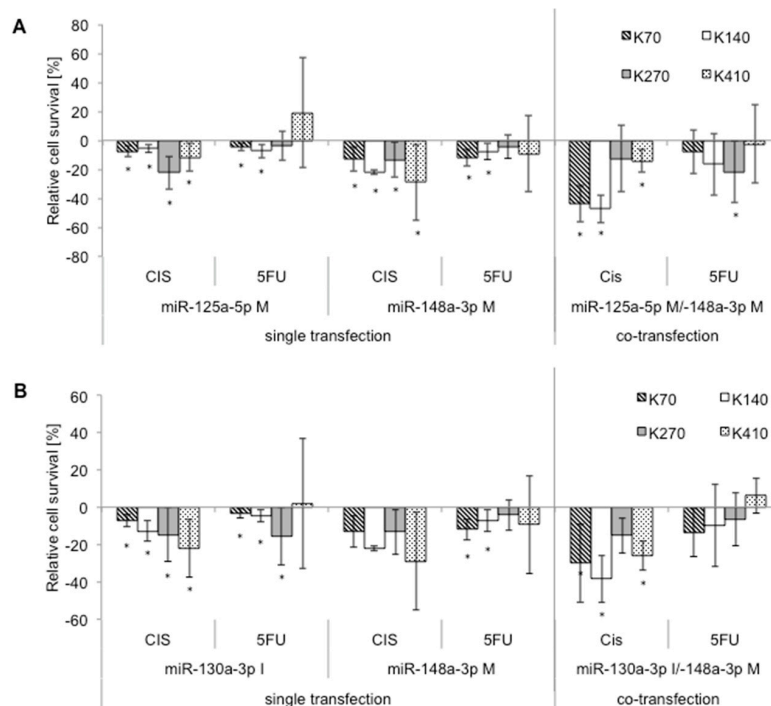 A
Relative cell survival [%]
80
60
40
20
0
-20
-40
-60
-80
K70 K140
K270 K410
* * * * * * * * * * * * * * * *
CIS 5FU CIS 5FU Cis 5FU
miR-125a-5p M miR-148a-3p M miR-125a-5p M/-148a-3p M
single transfection co-transfection
B
Relative cell survival [%]
60
40
20
0
-20
-40
-60
K70 K140
K270 K410
* * * * * * * * * * * *
CIS 5FU CIS 5FU Cis 5FU
miR-130a-3p I miR-148a-3p M miR-130a-3p I/-148a-3p M
single transfection co-transfection